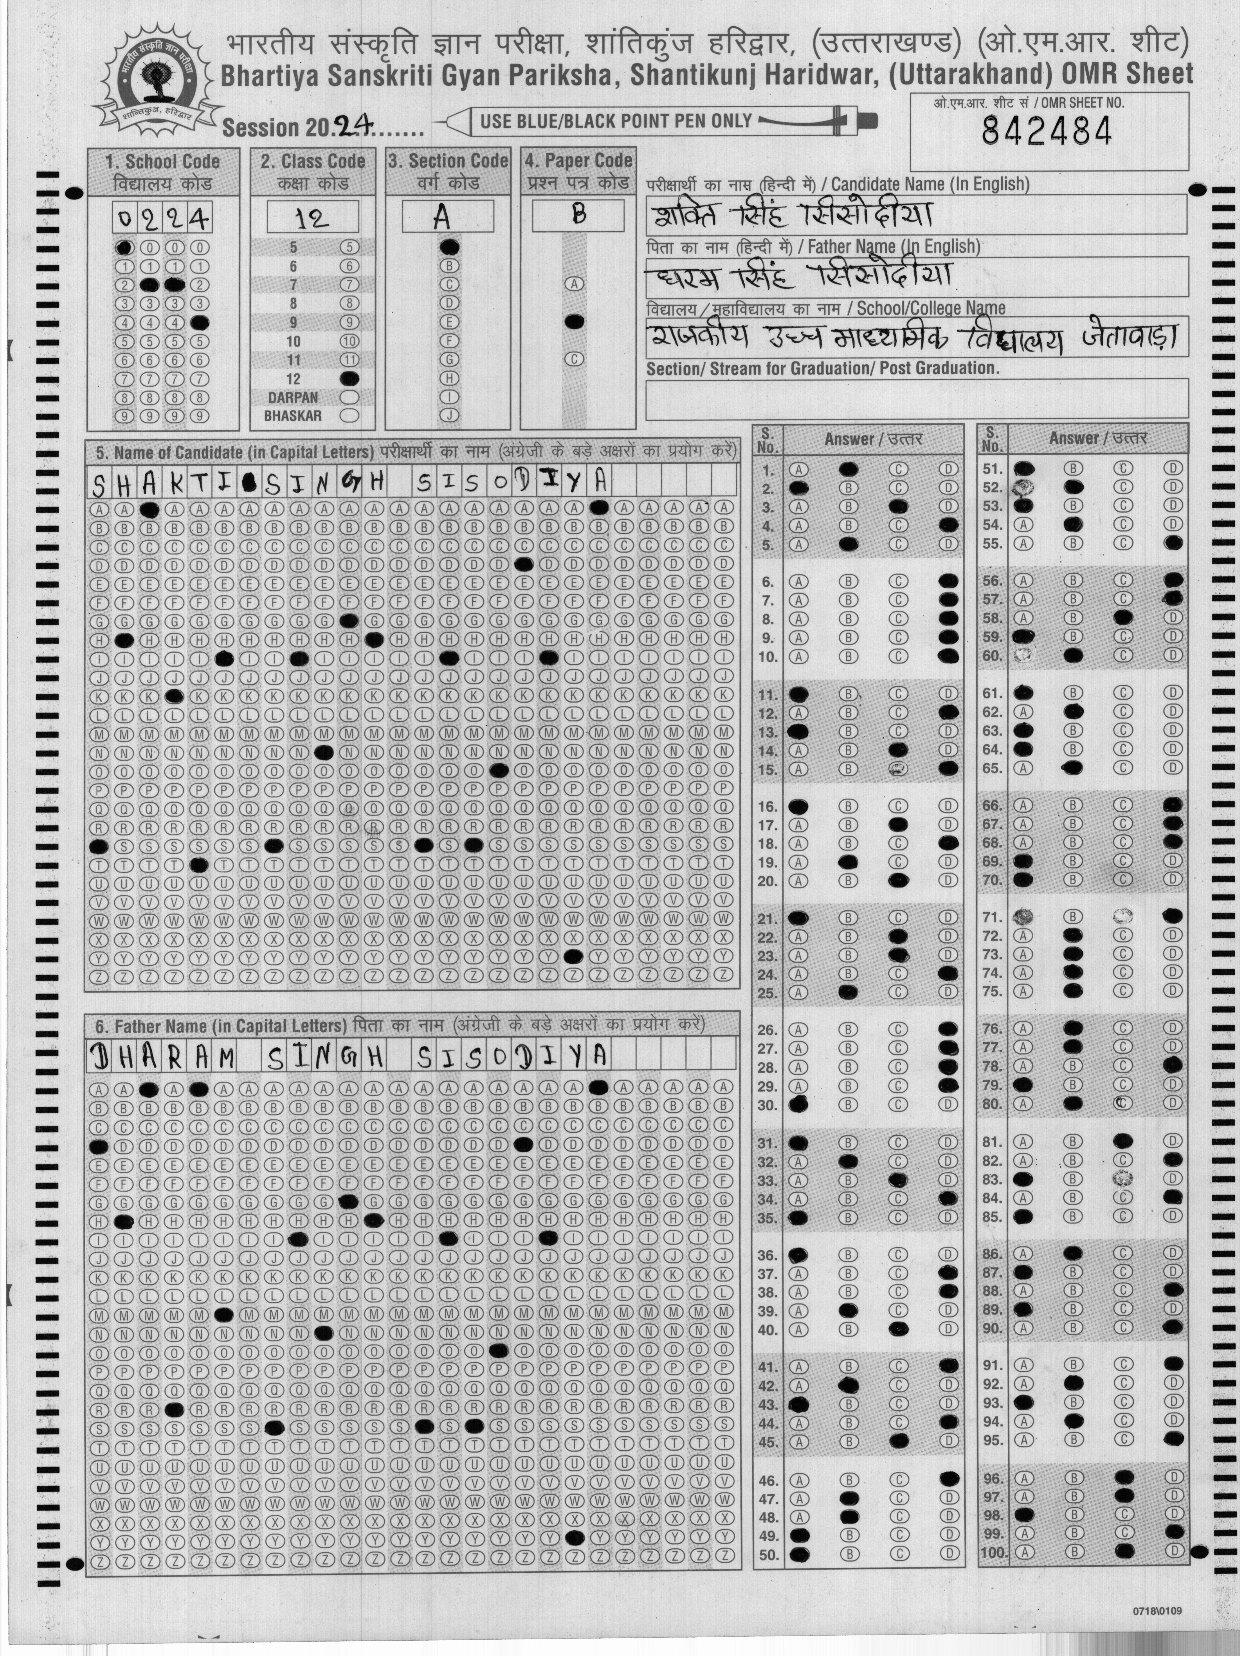 भारतीय संस्कृति ज्ञान परीक्षा, शांतिकुंज हरिद्वार, (उत्तराखण्ड) (ओ.एम.आर. शीट)
Bhartiya Sanskriti Gyan Pariksha, Shantikunj Haridwar, (Uttarakhand) OMR Sheet
Session 20.24.......
USE BLUE/BLACK POINT PEN ONLY
ओ.एम.आर. शीट सं / OMR SHEET NO.
842484
1. School Code
विद्यालय कोड
0224
2. Class Code
कक्षा कोड
12
5
6
7
8
9
10
11
12
DARPAN
BHASKAR
3. Section Code
वर्ग कोड
A
4. Paper Code
प्रश्न पत्र कोड
B
परीक्षार्थी का नाम (हिन्दी में) / Candidate Name (In English)
शक्ति सिंह सिसोदीया
पिता का नाम (हिन्दी में) / Father Name (In English)
धरम सिंह सिसोदीया
विद्यालय / महाविद्यालय का नाम / School/College Name
राजकीय उच्च माध्यमिक विद्यालय जेतावाड़ा
Section/ Stream for Graduation/ Post Graduation.
5. Name of Candidate (in Capital Letters) परीक्षार्थी का नाम (अंग्रेजी के बड़े अक्षरों का प्रयोग करें)
SHAKTI SINGH SISODIYA
6. Father Name (in Capital Letters) पिता का नाम (अंग्रेजी के बड़े अक्षरों का प्रयोग करें)
DHARAM SINGH SISODIYA
S. No. Answer / उत्तर
S. No. Answer / उत्तर
0718\0109